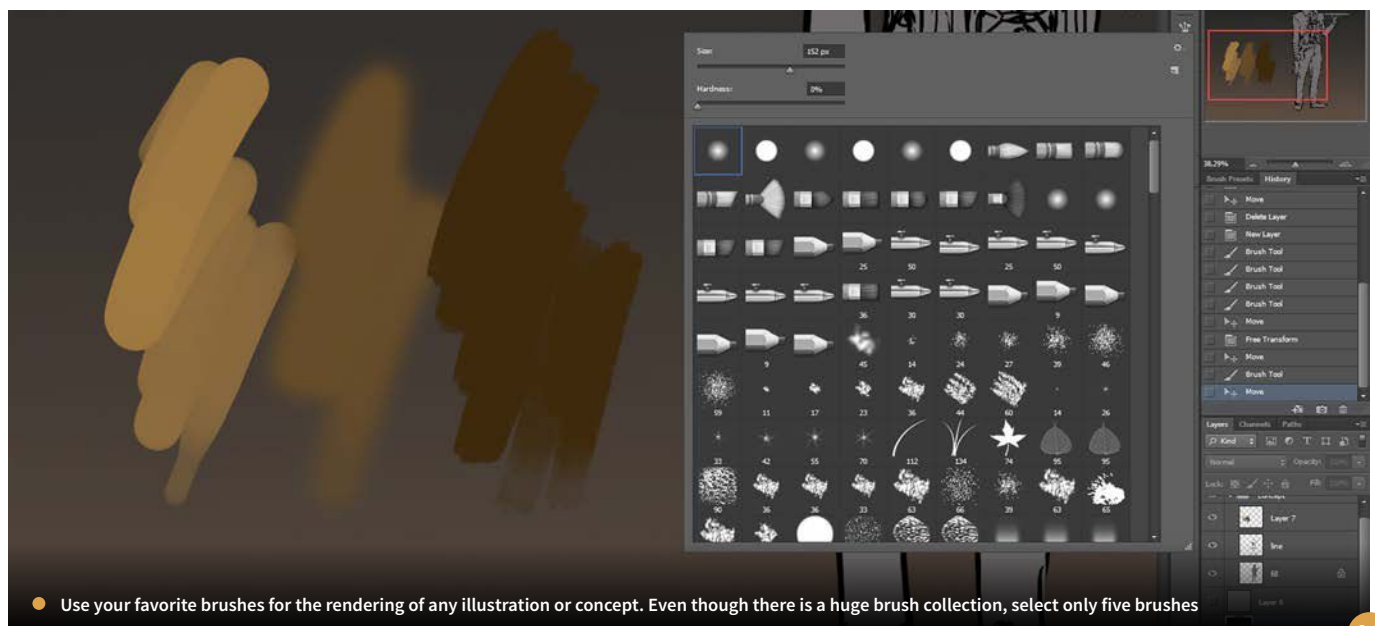 Size:
152 px
Hardness:
0%
25 50 25 50
36 30 30 9
9 45 14 24 27 39 46
59 11 17 23 36 44 60 14 26
33 42 55 70 112 134 74 95 95
90 36 36 33 63 66 39 63 65
38,29%
Brush Presets History
Move
Delete Layer
New Layer
Brush Tool
Brush Tool
Brush Tool
Brush Tool
Move
Free Transform
Move
Brush Tool
Move
Layers Channels Paths
Kind
Normal Opacity:
Lock: Fill:
Layer 7
line
Layer 6
Use your favorite brushes for the rendering of any illustration or concept. Even though there is a huge brush collection, select only five brushes